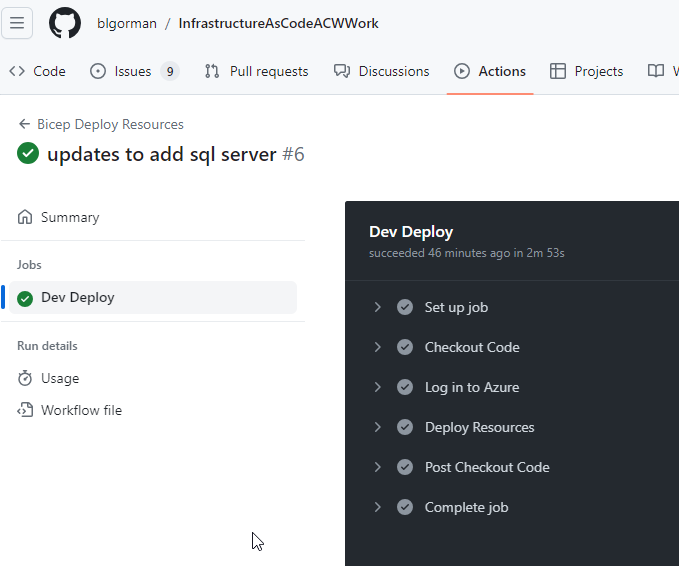 blgorman / InfrastructureAsCodeACWWork
Code Issues 9 Pull requests Discussions Actions Projects W
Bicep Deploy Resources
updates to add sql server #6
Summary
Jobs
Dev Deploy
Run details
Usage
Workflow file
Dev Deploy
succeeded 46 minutes ago in 2m 53s
Set up job
Checkout Code
Log in to Azure
Deploy Resources
Post Checkout Code
Complete job